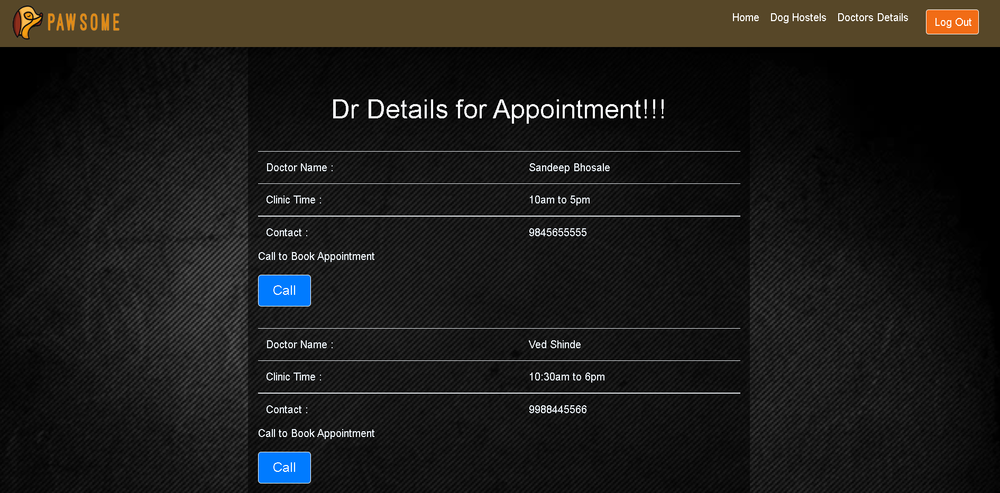 PAWSOME
Home Dog Hostels Doctors Details Log Out
Dr Details for Appointment!!!
Doctor Name : Sandeep Bhosale
Clinic Time : 10am to 5pm
Contact : 9845655555
Call to Book Appointment
Call
Doctor Name : Ved Shinde
Clinic Time : 10:30am to 6pm
Contact : 9988445566
Call to Book Appointment
Call